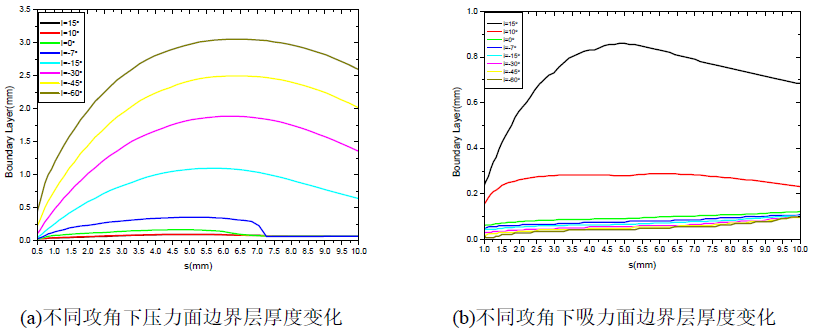 3.5
3.0
2.5
2.0
1.5
1.0
0.5
0.0
Boundary Layer(mm)
I=15°
I=10°
I=0°
I=-7°
I=-15°
I=-30°
I=-45°
I=-60°
0.5 1.0 1.5 2.0 2.5 3.0 3.5 4.0 4.5 5.0 5.5 6.0 6.5 7.0 7.5 8.0 8.5 9.0 9.5 10.0
s(mm)
(a)不同攻角下压力面边界层厚度变化
1.0
0.8
0.6
0.4
0.2
0.0
Boundary Layer(mm)
I=15°
I=10°
I=0°
I=-7°
I=-15°
I=-30°
I=-45°
I=-60°
1.0 1.5 2.0 2.5 3.0 3.5 4.0 4.5 5.0 5.5 6.0 6.5 7.0 7.5 8.0 8.5 9.0 9.5 10.0
s(mm)
(b)不同攻角下吸力面边界层厚度变化